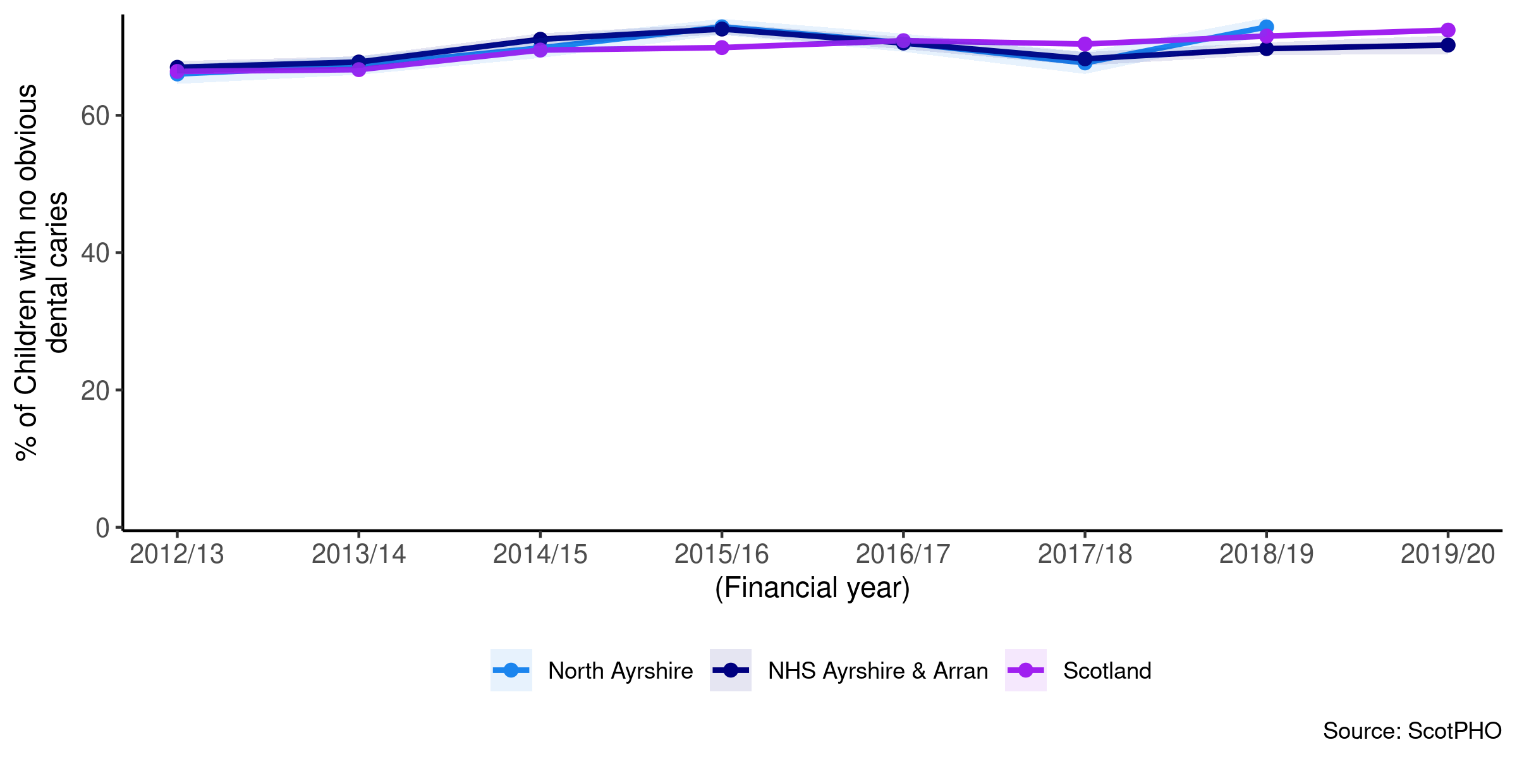 % of Children with no obvious
dental caries
60
40
20
0
2012/13 2013/14 2014/15 2015/16 2016/17 2017/18 2018/19 2019/20
(Financial year)
North Ayrshire NHS Ayrshire & Arran Scotland
Source: ScotPHO